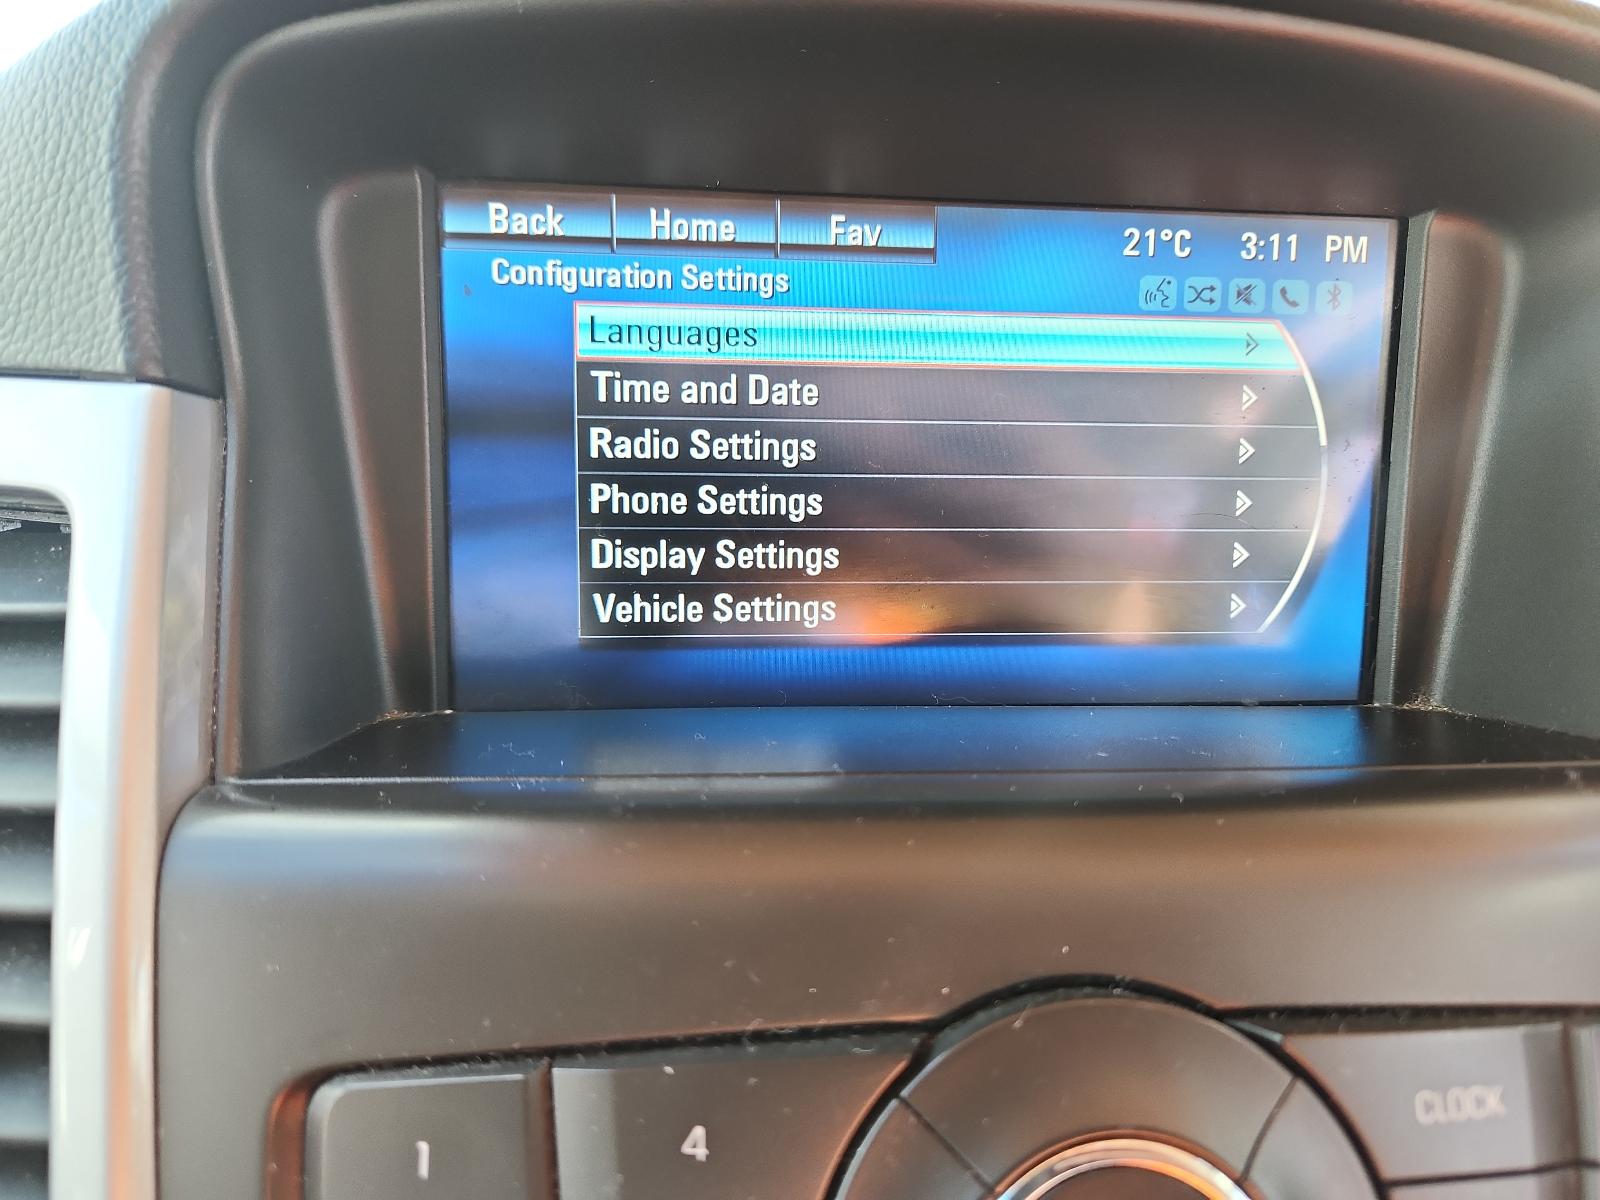 Back Home Fav
21°C 3:11 PM
Configuration Settings
Languages
Time and Date
Radio Settings
Phone Settings
Display Settings
Vehicle Settings
1 4 CLOCK